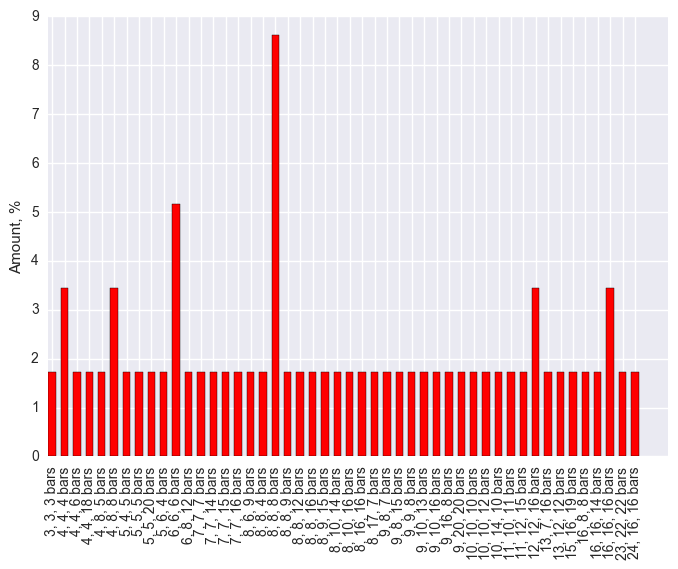 9
8
7
6
5
4
3
2
1
0
Amount, %
3, 3, 3 bars
4, 4, 4 bars
4, 4, 6 bars
4, 4, 18 bars
4, 8, 5 bars
4, 8, 8 bars
5, 4, 5 bars
5, 5, 5 bars
5, 5, 20 bars
5, 6, 4 bars
6, 6, 6 bars
6, 8, 12 bars
7, 7, 7 bars
7, 7, 14 bars
7, 7, 15 bars
7, 7, 16 bars
8, 6, 9 bars
8, 8, 4 bars
8, 8, 8 bars
8, 8, 9 bars
8, 8, 12 bars
8, 8, 16 bars
8, 9, 15 bars
8, 10, 14 bars
8, 10, 16 bars
8, 16, 16 bars
8, 17, 7 bars
9, 8, 7 bars
9, 8, 15 bars
9, 9, 8 bars
9, 10, 13 bars
9, 10, 16 bars
9, 16, 8 bars
9, 20, 20 bars
10, 10, 10 bars
10, 10, 12 bars
10, 14, 10 bars
11, 10, 11 bars
11, 12, 15 bars
12, 12, 16 bars
13, 7, 16 bars
13, 12, 12 bars
15, 16, 19 bars
16, 8, 8 bars
16, 16, 14 bars
16, 16, 16 bars
23, 22, 22 bars
24, 16, 16 bars